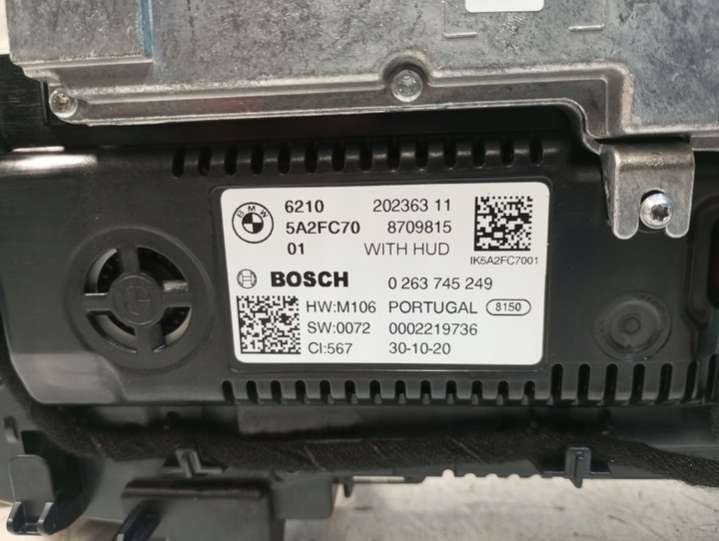 BMW
6210 202363 11
5A2FC70 8709815
01 WITH HUD
IK5A2FC7001
BOSCH 0 263 745 249
HW:M106 PORTUGAL 8150
SW:0072 0002219736
CI:567 30-10-20